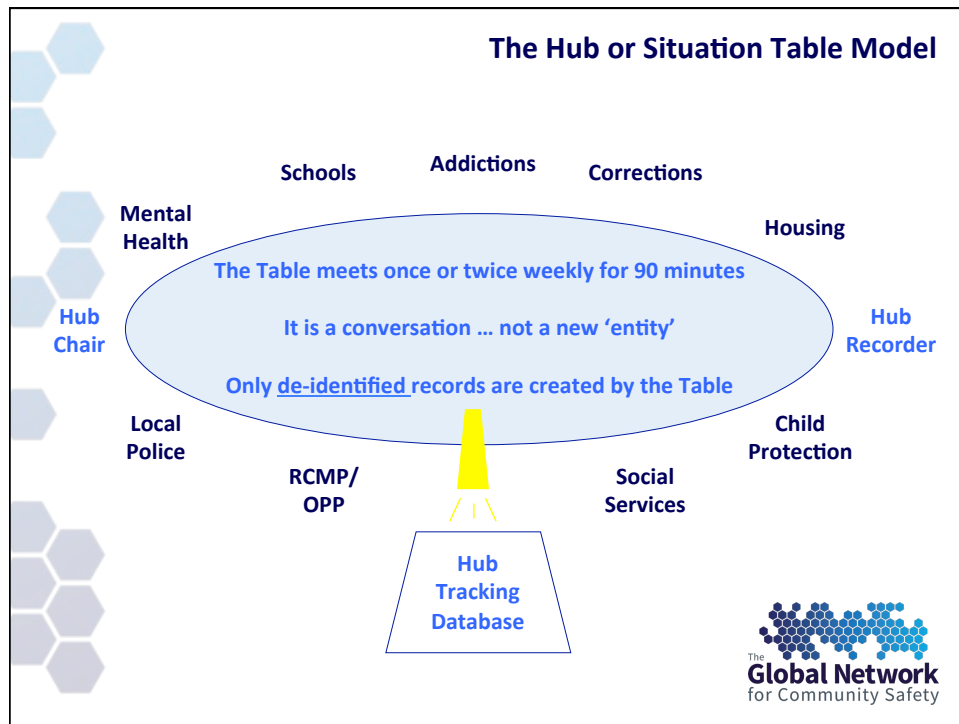 The Hub or Situation Table Model
Addictions
Schools
Corrections
Mental
Health
Housing
The Table meets once or twice weekly for 90 minutes
Hub
Chair
It is a conversation ... not a new ‘entity’
Hub
Recorder
Only de-identified records are created by the Table
Local
Police
Child
Protection
RCMP/
OPP
Social
Services
Hub
Tracking
Database
The
Global Network
for Community Safety